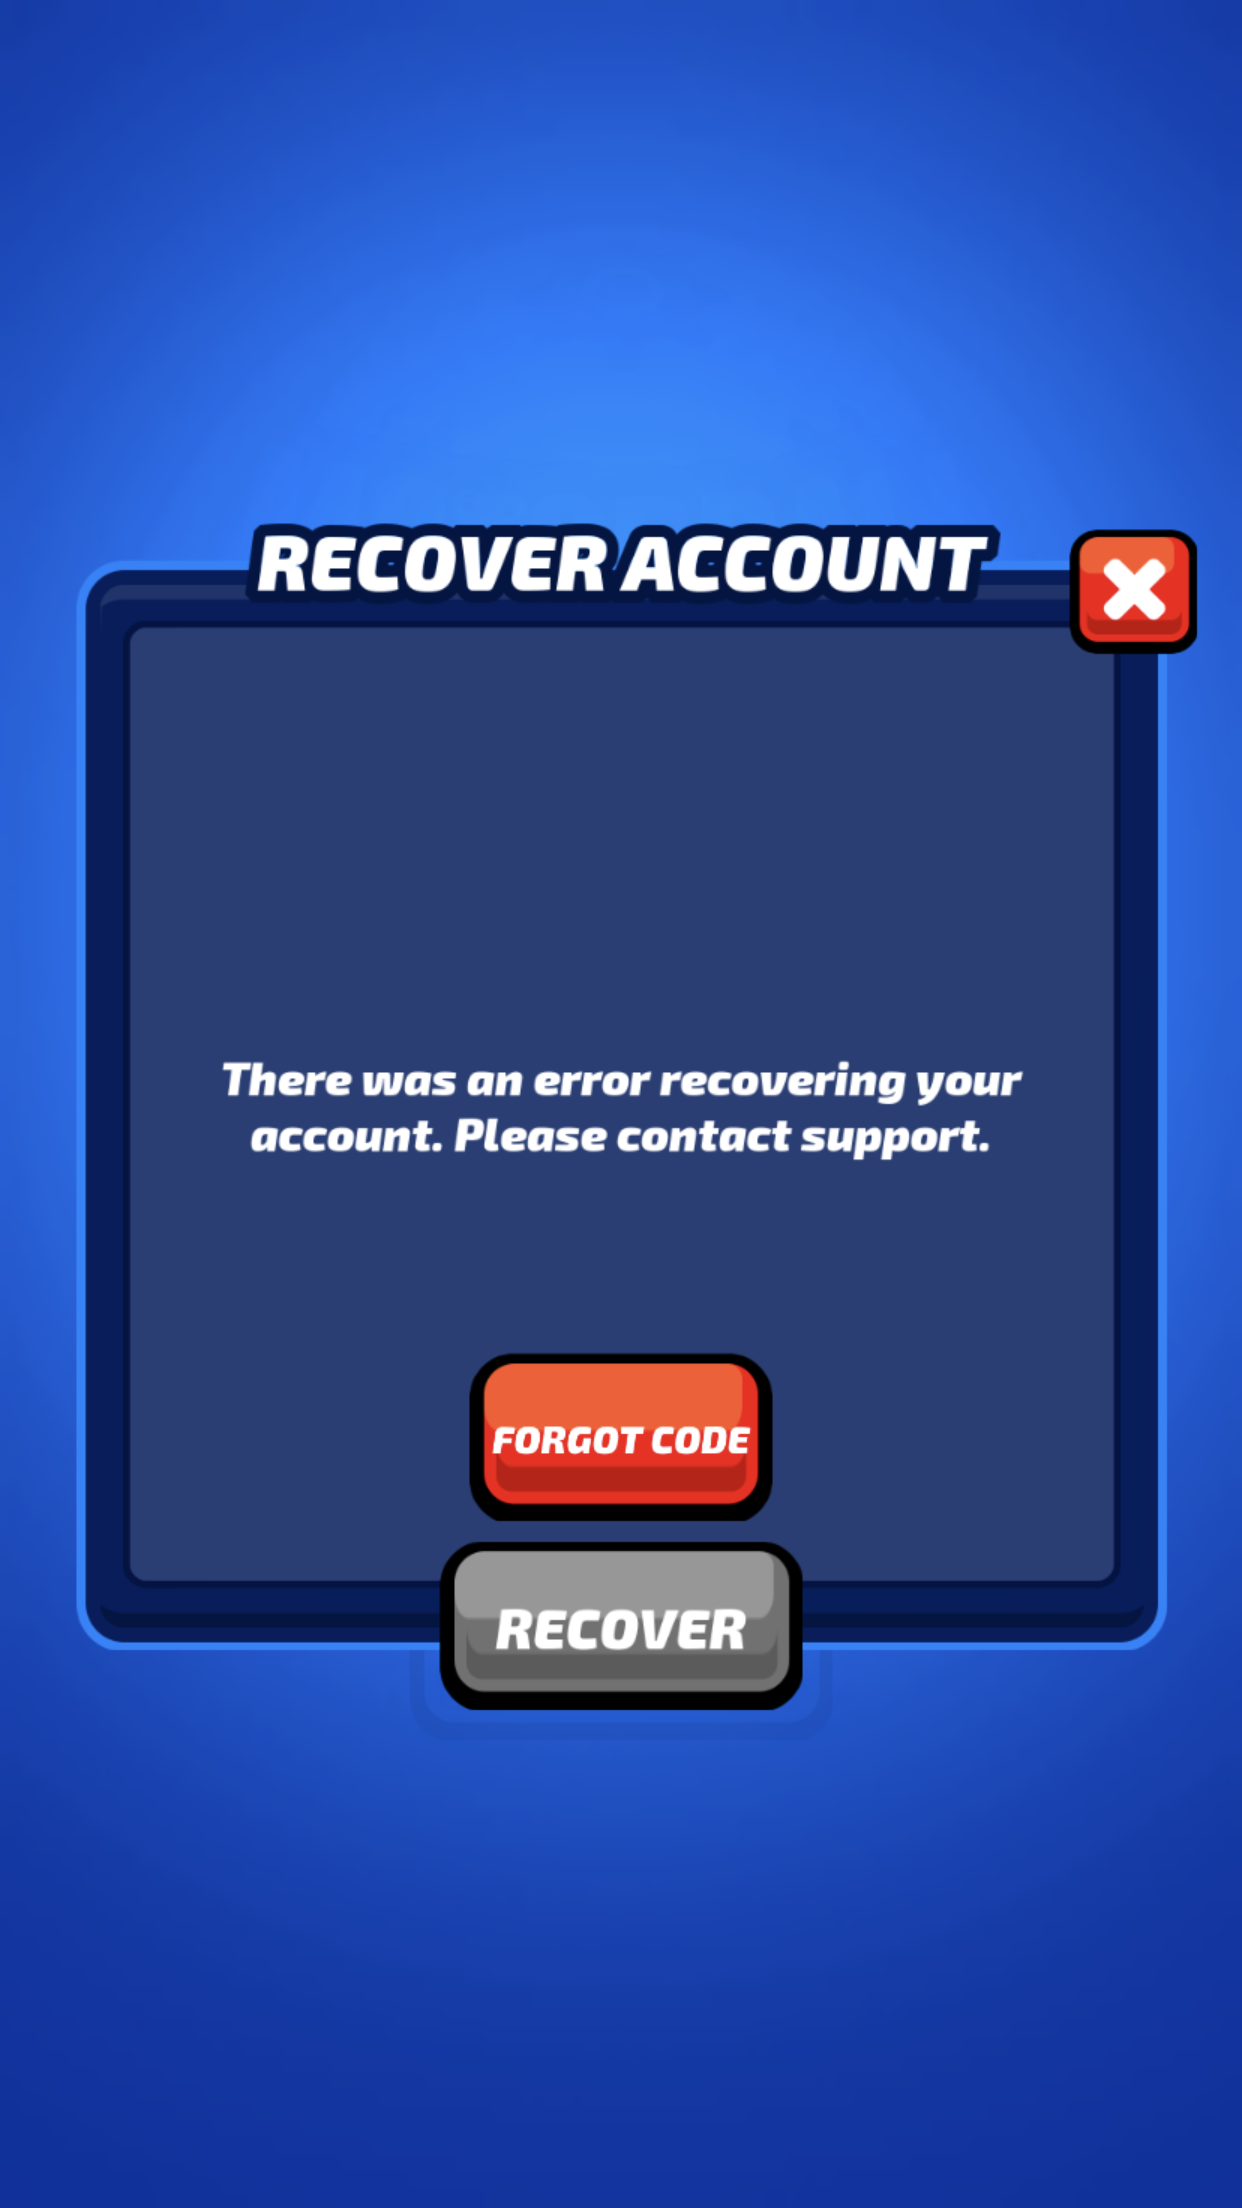 RECOVER ACCOUNT
There was an error recovering your
account. Please contact support.
FORGOT CODE
RECOVER